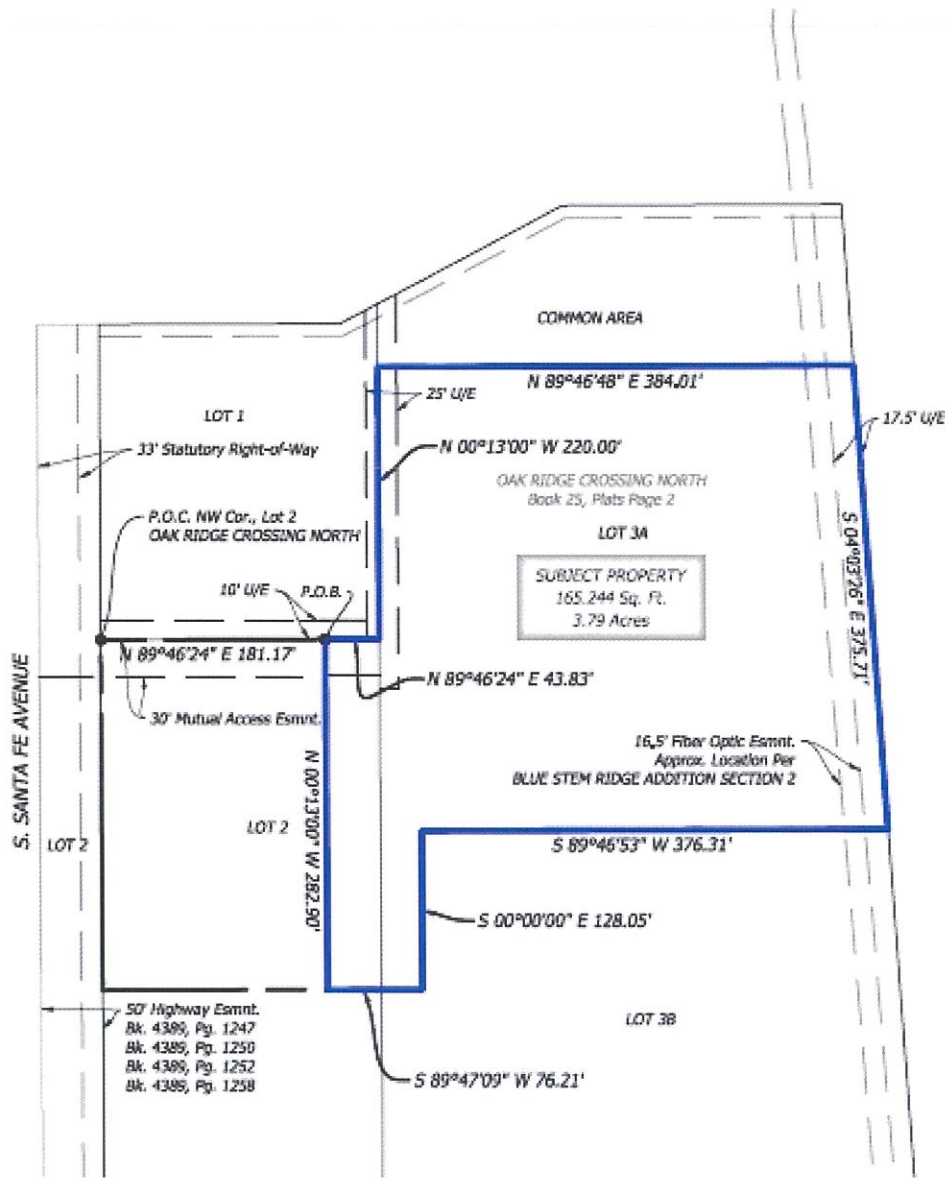 COMMON AREA
N 89°46'48" E 384.01'
25' U/E
LOT 1
17.5' U/E
33' Statutory Right-of-Way
N 00°13'00" W 220.00'
OAK RIDGE CROSSING NORTH
Book 25, Plats Page 2
LOT 3A
P.O.C. NW Cor., Lot 2
OAK RIDGE CROSSING NORTH
S 04°03'26" E 375.71'
SUBJECT PROPERTY
165.244 Sq. Ft.
3.79 Acres
10' U/E
P.O.B.
N 89°46'24" E 181.17'
N 89°46'24" E 43.83'
30' Mutual Access Esmnt.
16.5' Fiber Optic Esmnt.
Approx. Location Per
BLUE STEM RIDGE ADDITION SECTION 2
S. SANTA FE AVENUE
LOT 2
LOT 2
N 00°13'00" W 282.90'
S 89°46'53" W 376.31'
S 00°00'00" E 128.05'
50' Highway Esmnt.
Bk. 4389, Pg. 1247
Bk. 4389, Pg. 1250
Bk. 4389, Pg. 1252
Bk. 4389, Pg. 1258
LOT 3B
S 89°47'09" W 76.21'